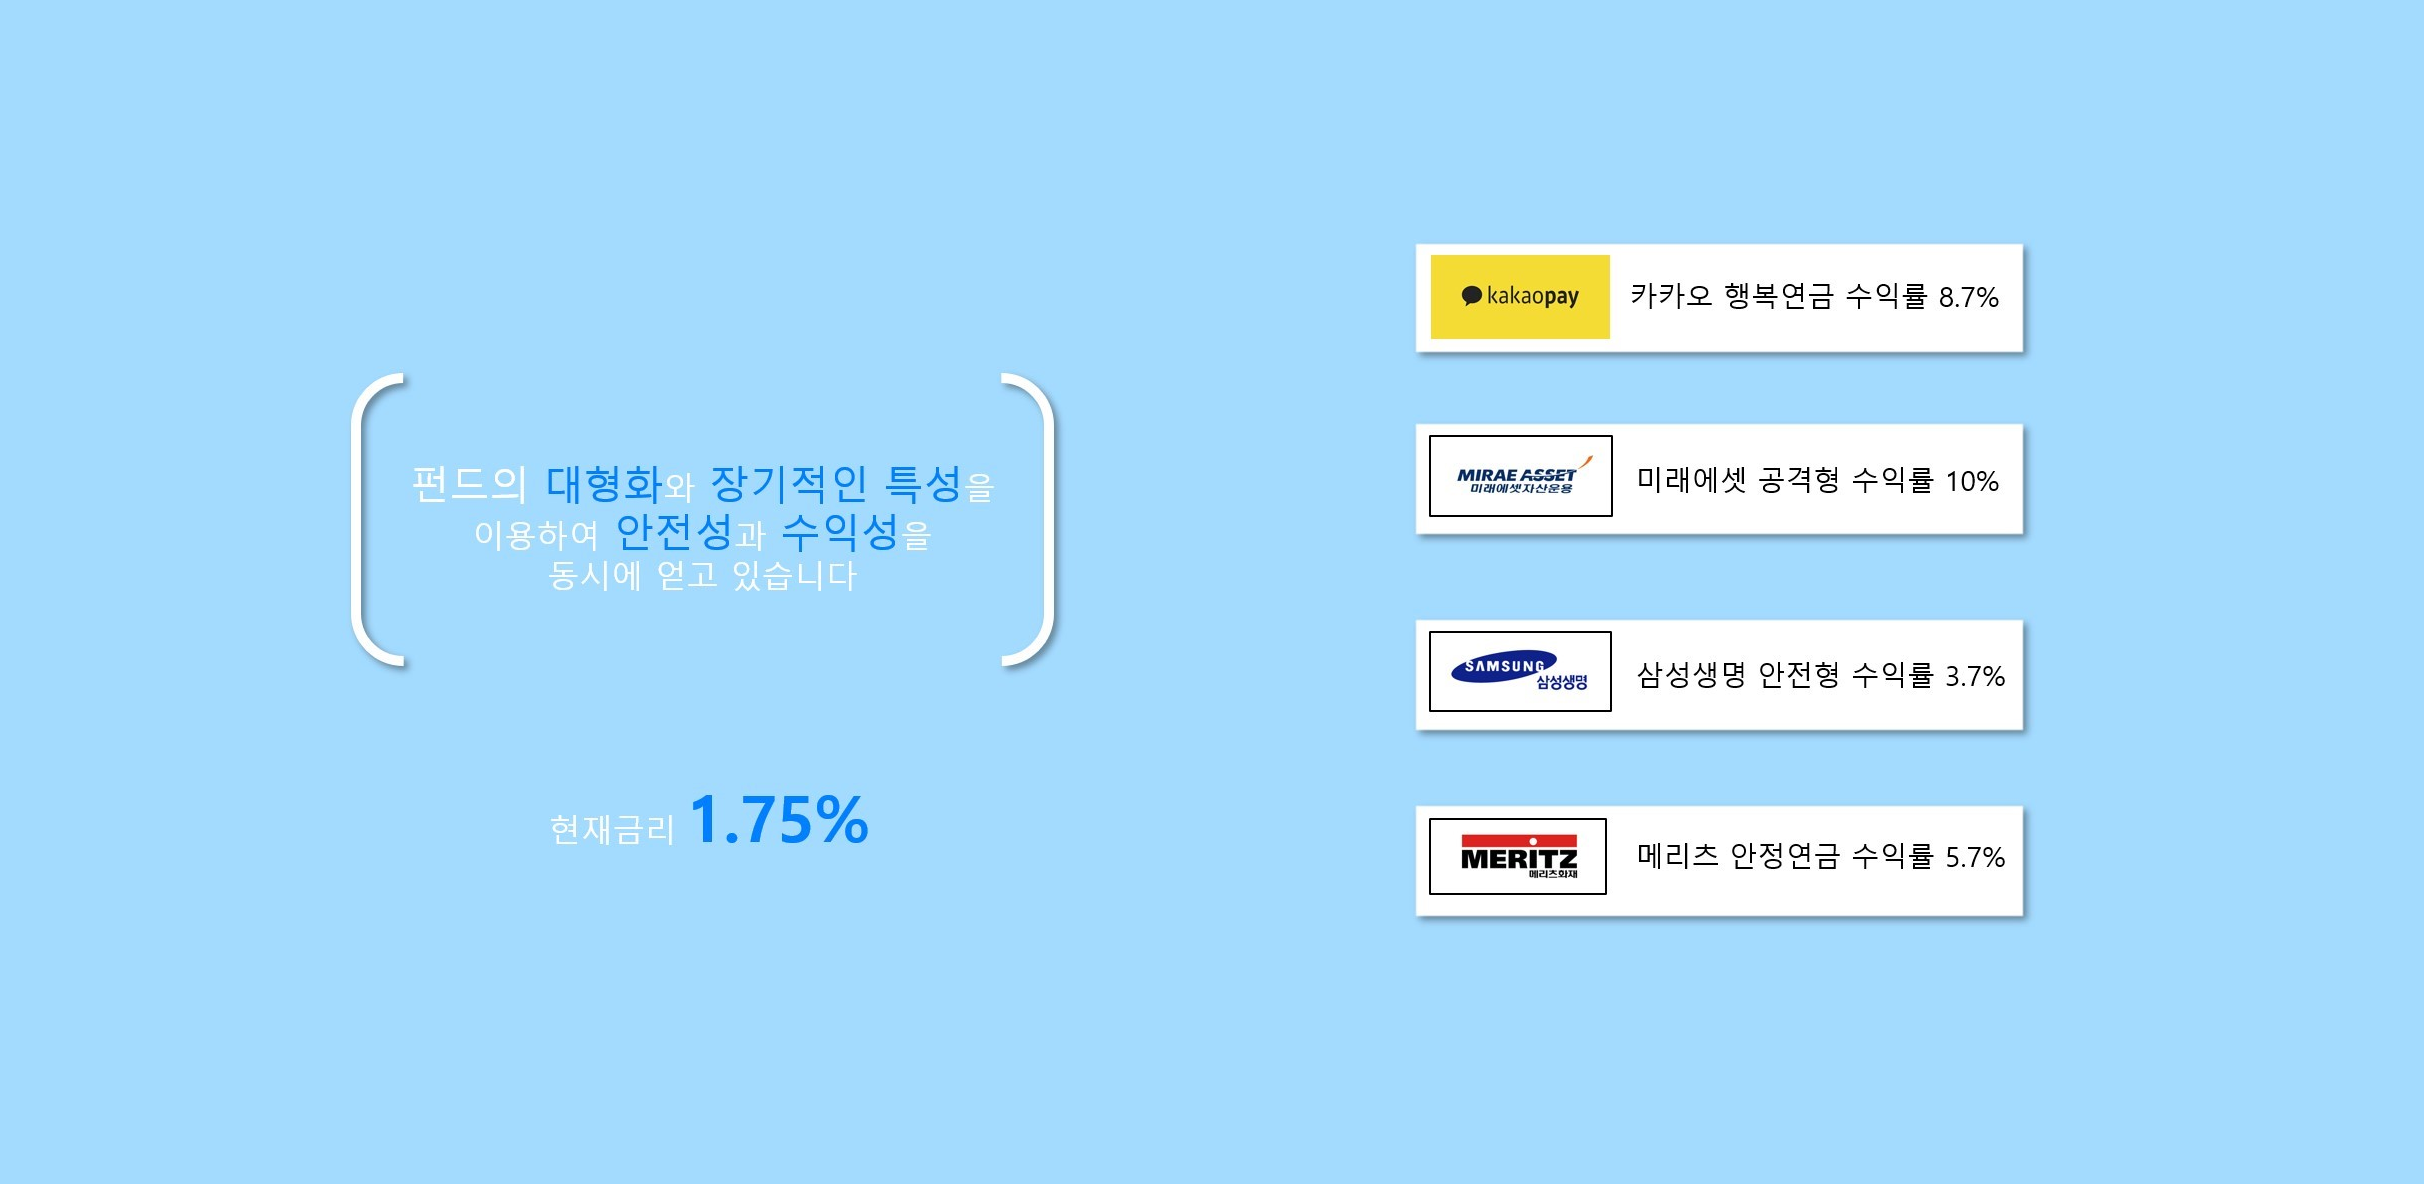 펀드의 대형화와 장기적인 특성을
이용하여 안전성과 수익성을
동시에 얻고 있습니다
현재금리 1.75%
kakaopay
카카오 행복연금 수익률 8.7%
MIRAE ASSET
미래에셋자산운용
미래에셋 공격형 수익률 10%
SAMSUNG
삼성생명
삼성생명 안전형 수익률 3.7%
MERITZ
메리츠화재
메리츠 안정연금 수익률 5.7%